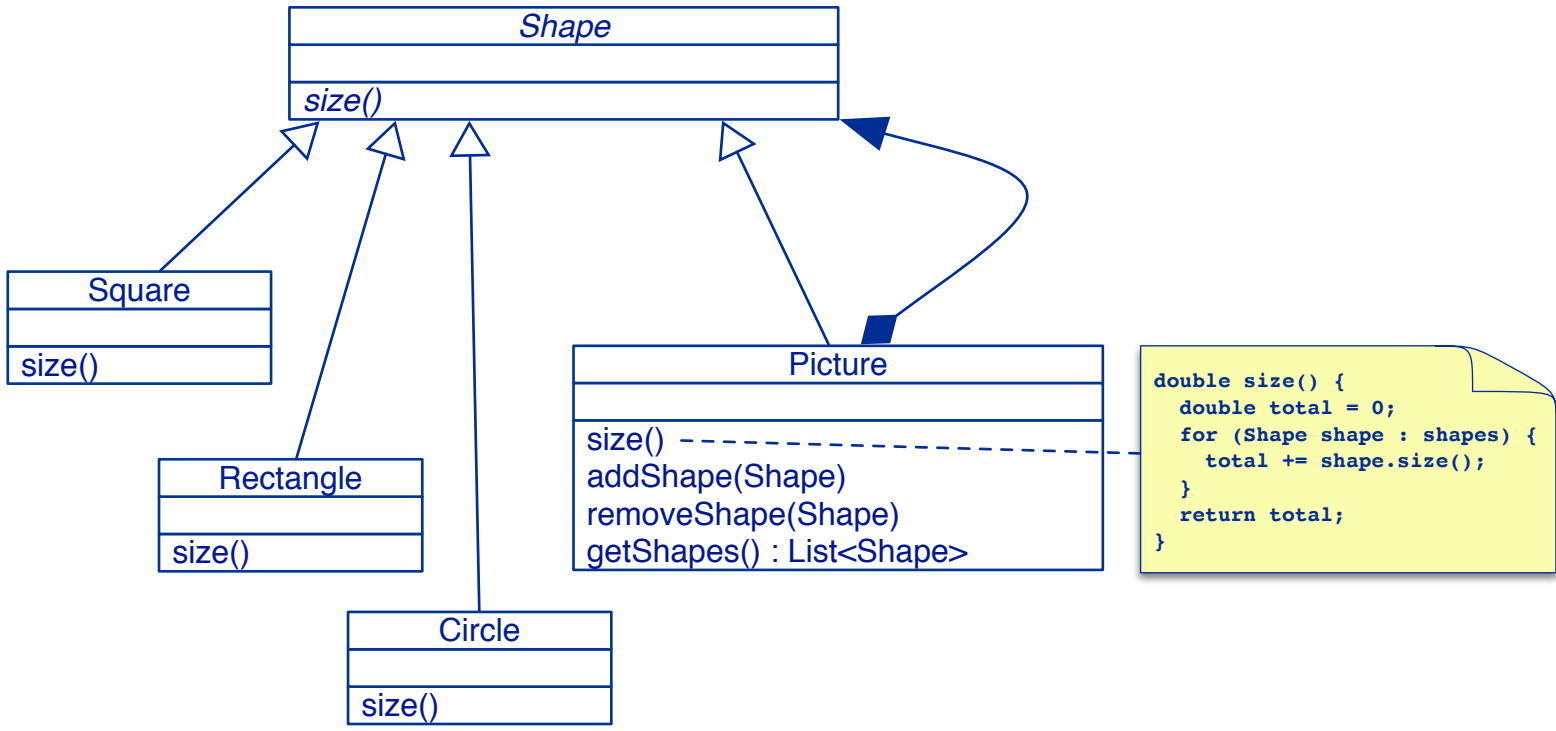 Shape
size()
Square
size()
Rectangle
size()
Circle
size()
Picture
size()
addShape(Shape)
removeShape(Shape)
getShapes() : List<Shape>
double size() {
  double total = 0;
  for (Shape shape : shapes) {
    total += shape.size();
  }
  return total;
}